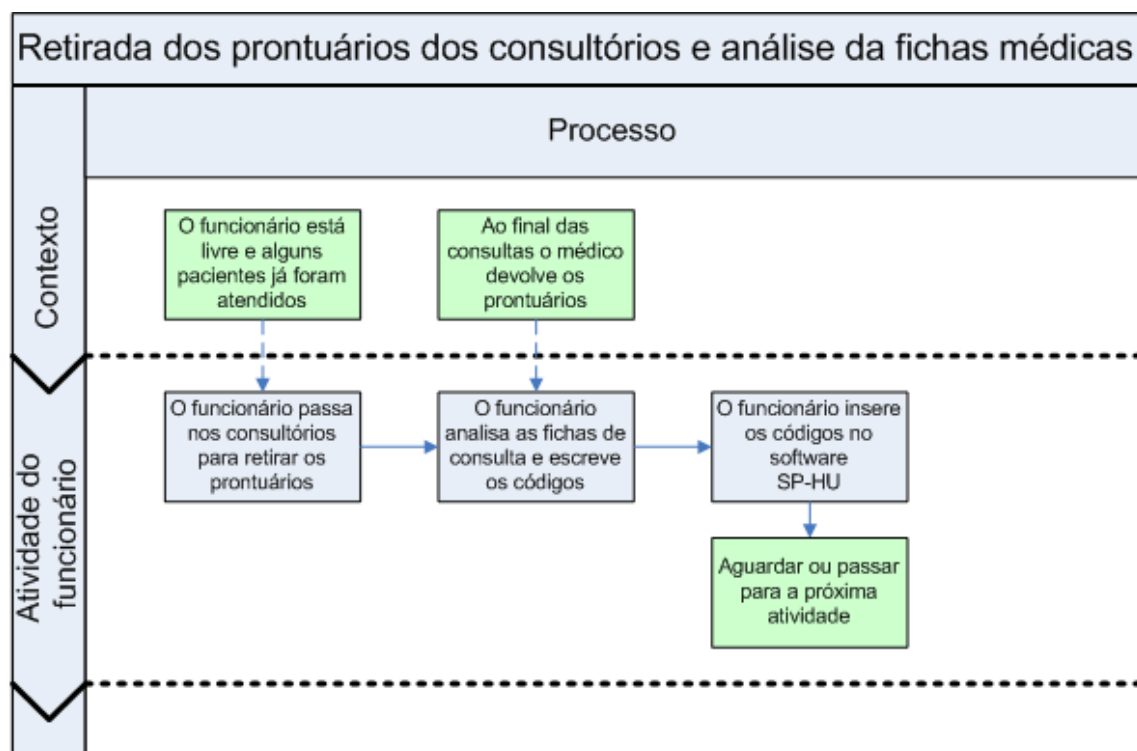 Retirada dos prontuários dos consultórios e análise da fichas médicas
Processo
Contexto
O funcionário está
livre e alguns
pacientes já foram
atendidos
Ao final das
consultas o médico
devolve os
prontuários
Atividade do
funcionário
O funcionário passa
nos consultórios
para retirar os
prontuários
O funcionário
analisa as fichas de
consulta e escreve
os códigos
O funcionário insere
os códigos no
software
SP-HU
Aguardar ou passar
para a próxima
atividade